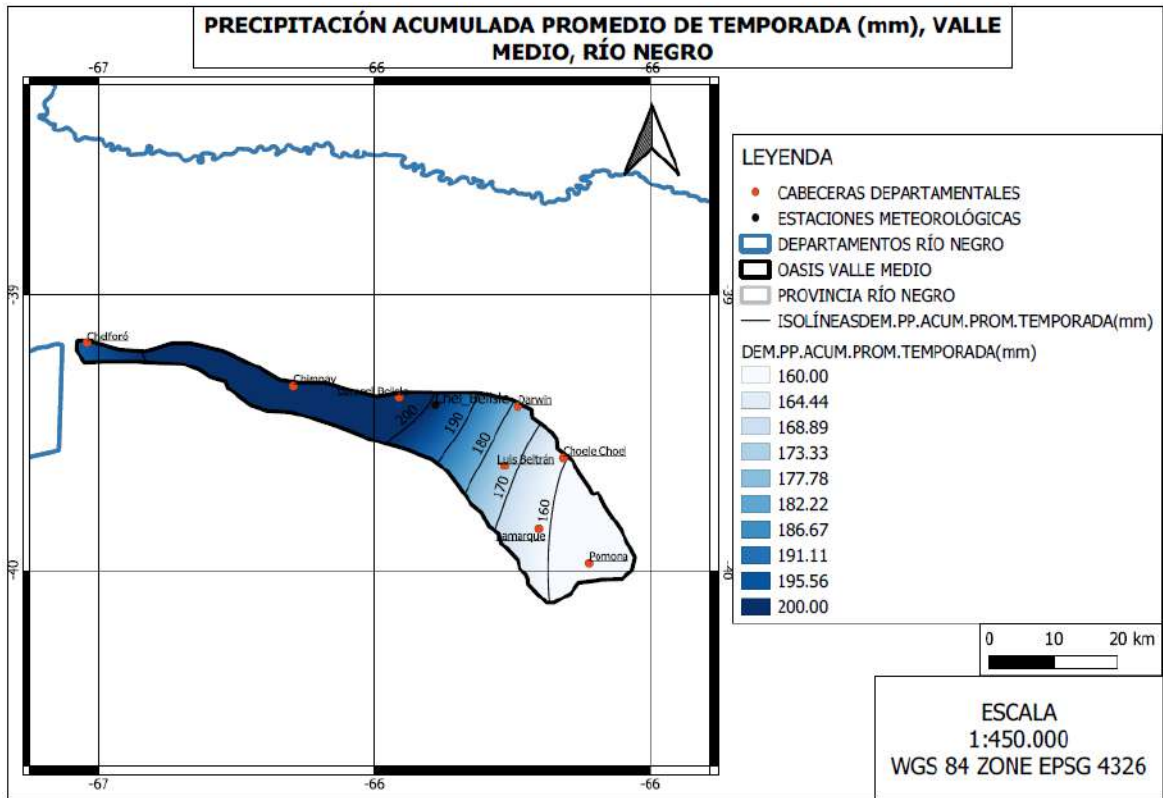 PRECIPITACIÓN ACUMULADA PROMEDIO DE TEMPORADA (mm), VALLE
MEDIO, RÍO NEGRO
-67
-66
-66
-39
-39
-40
-40
-67
-66
-66
Chelforó
Chimpay
Belisle
Chel_Belisle
Darwin
Choele Choel
Luis Beltrán
Lamarque
Pomona
200
190
180
170
160
LEYENDA
CABECERAS DEPARTAMENTALES
ESTACIONES METEOROLÓGICAS
DEPARTAMENTOS RÍO NEGRO
OASIS VALLE MEDIO
PROVINCIA RÍO NEGRO
ISOLÍNEASDEM.PP.ACUM.PROM.TEMPORADA(mm)
DEM.PP.ACUM.PROM.TEMPORADA(mm)
160.00
164.44
168.89
173.33
177.78
182.22
186.67
191.11
195.56
200.00
0 10 20 km
ESCALA
1:450.000
WGS 84 ZONE EPSG 4326